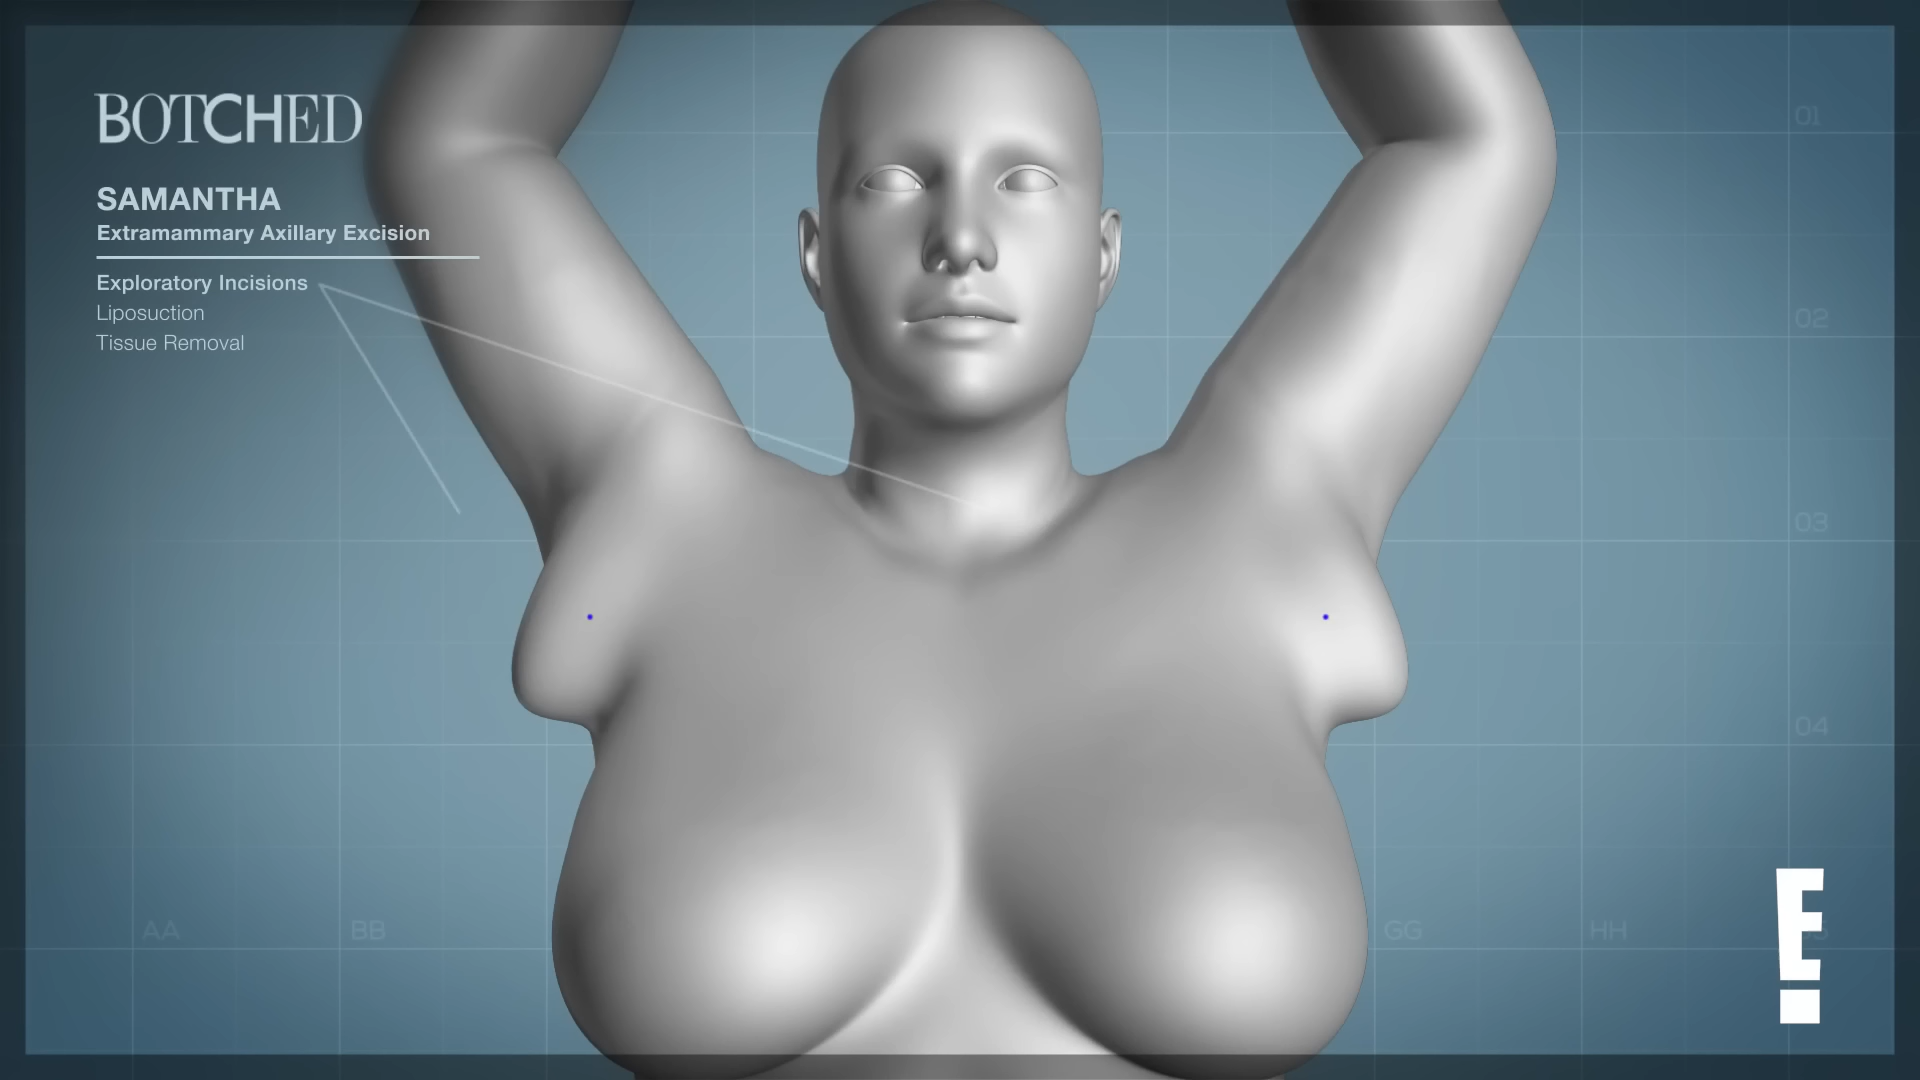 BOTCHED
SAMANTHA
Extramammary Axillary Excision
Exploratory Incisions
Liposuction
Tissue Removal
01
02
03
04
AA
BB
GG
HH
E!